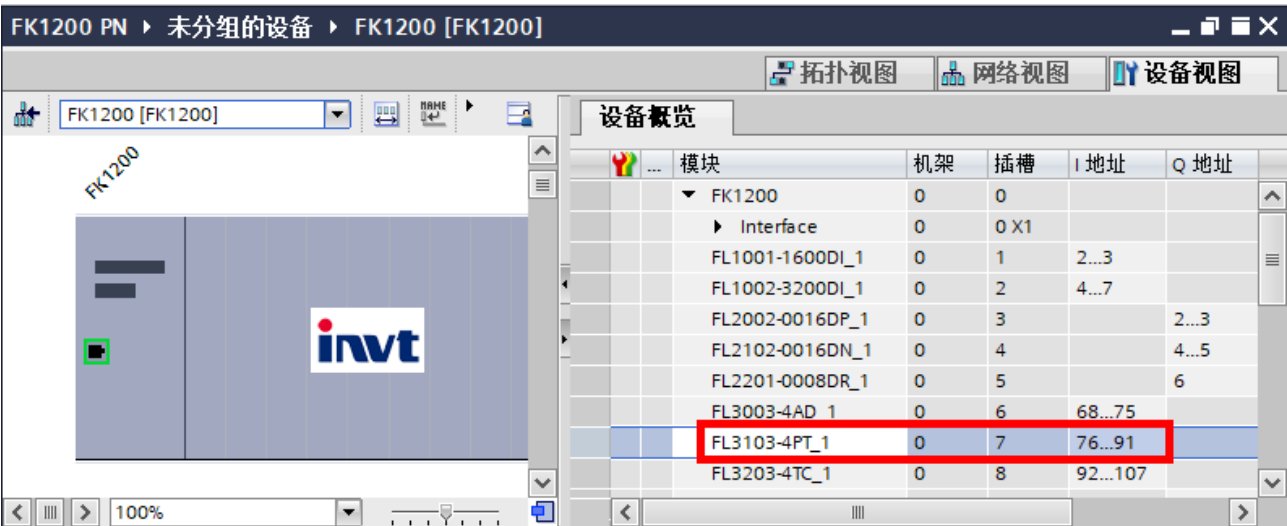 FK1200 PN ▸ 未分组的设备 ▸ FK1200 [FK1200]
拓扑视图 网络视图 设备视图
FK1200 [FK1200]
设备概览
FK1200
invt
100%
... 模块 机架 插槽 I 地址 Q 地址
FK1200 0 0
Interface 0 0 X1
FL1001-1600DI_1 0 1 2...3
FL1002-3200DI_1 0 2 4...7
FL2002-0016DP_1 0 3 2...3
FL2102-0016DN_1 0 4 4...5
FL2201-0008DR_1 0 5 6
FL3003-4AD_1 0 6 68...75
FL3103-4PT_1 0 7 76...91
FL3203-4TC_1 0 8 92...107